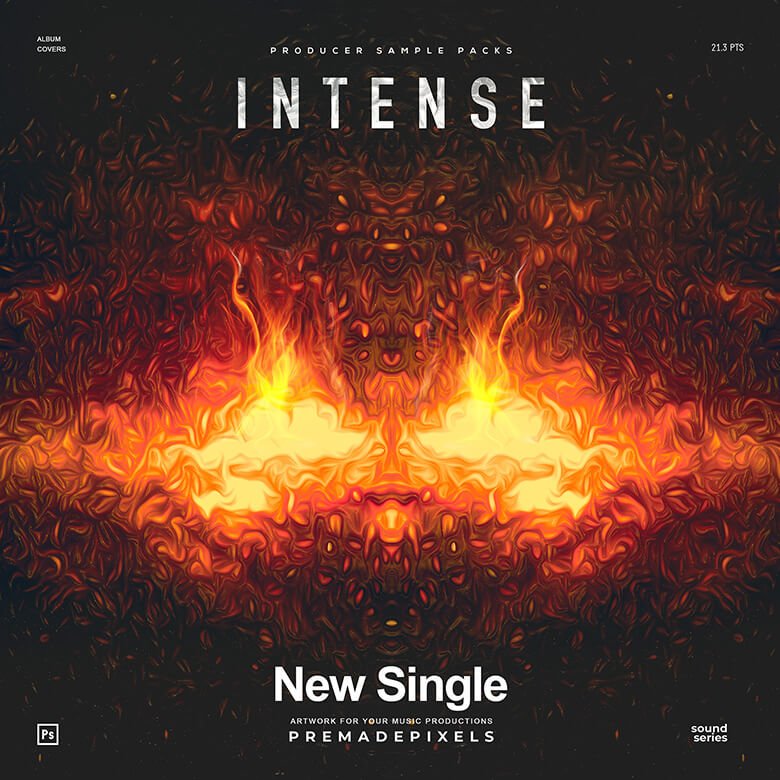 ALBUM
COVERS
PRODUCER SAMPLE PACKS
21.3 PTS
INTENSE
New Single
ARTWORK FOR YOUR MUSIC PRODUCTIONS
PREMADEPIXELS
Ps
sound
series